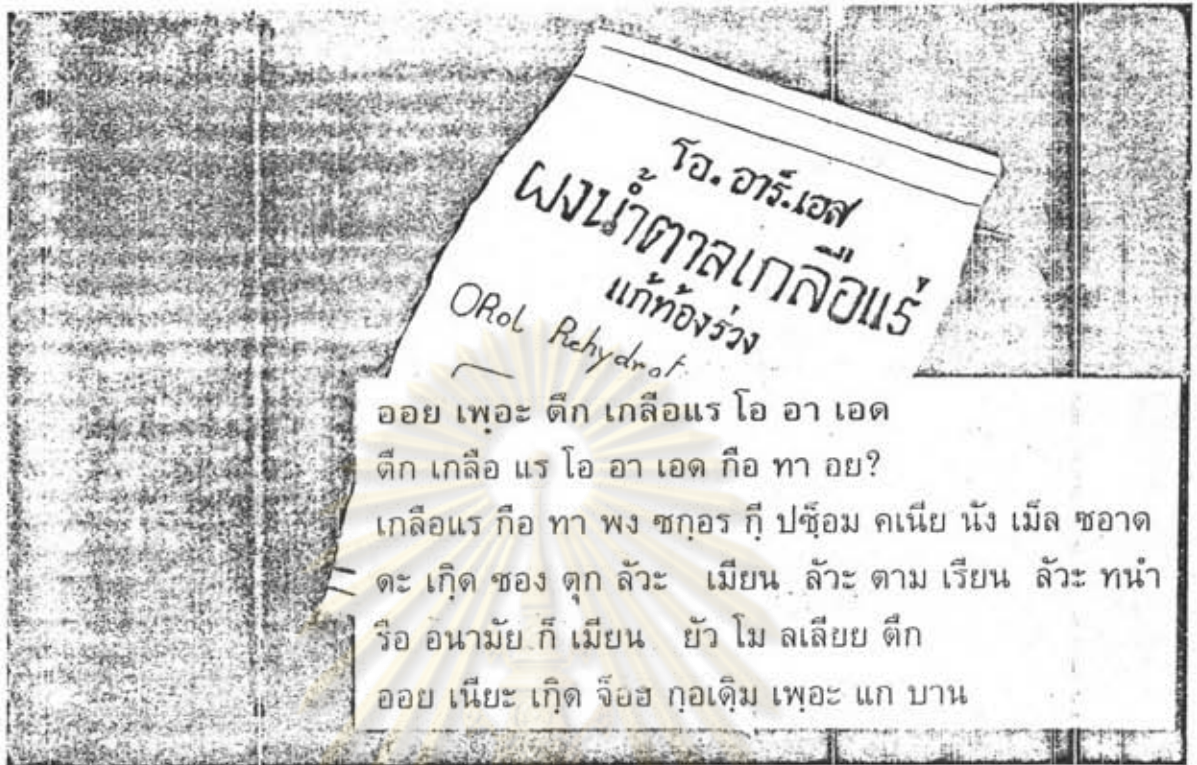 โอ. อาร์.เอส
ผงน้ำตาลเกลือแร่
แก้ท้องร่วง
ORol Rehydrat.
ออย เพฺอะ ตึก เกลือแร โอ อา เอด
ตึก เกลือ แร โอ อา เอด กือ ทา อย?
เกลือแร กือ ทา พง ซกฺอร กี ปซ็อม คเนีย นัง เม็ล ซอาด
ดะ เกิฺด ซอง ตุก ลัวะ เมียน ลัวะ ตาม เรียน ลัวะ ทนำ
รือ อนามัย ก็ เมียน ยัว โม ลเลียย ตึก
ออย เนียะ เกิฺด จ็อฮ กฺอเดิฺม เพฺอะ แก บาน